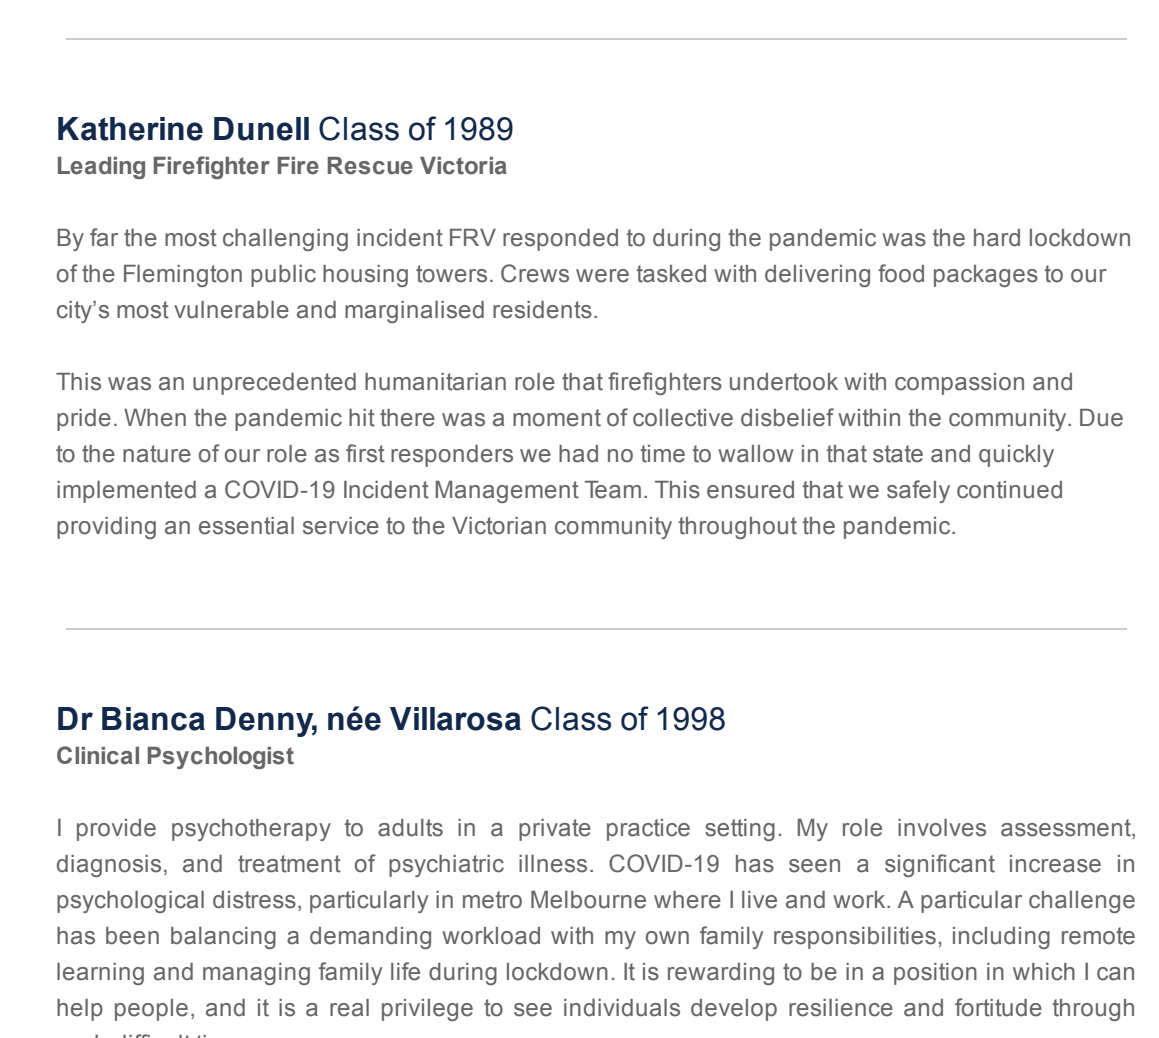 Katherine Dunell Class of 1989
Leading Firefighter Fire Rescue Victoria
By far the most challenging incident FRV responded to during the pandemic was the hard lockdown
of the Flemington public housing towers. Crews were tasked with delivering food packages to our
city’s most vulnerable and marginalised residents.
This was an unprecedented humanitarian role that firefighters undertook with compassion and
pride. When the pandemic hit there was a moment of collective disbelief within the community. Due
to the nature of our role as first responders we had no time to wallow in that state and quickly
implemented a COVID-19 Incident Management Team. This ensured that we safely continued
providing an essential service to the Victorian community throughout the pandemic.
Dr Bianca Denny, née Villarosa Class of 1998
Clinical Psychologist
I provide psychotherapy to adults in a private practice setting. My role involves assessment,
diagnosis, and treatment of psychiatric illness. COVID-19 has seen a significant increase in
psychological distress, particularly in metro Melbourne where I live and work. A particular challenge
has been balancing a demanding workload with my own family responsibilities, including remote
learning and managing family life during lockdown. It is rewarding to be in a position in which I can
help people, and it is a real privilege to see individuals develop resilience and fortitude through